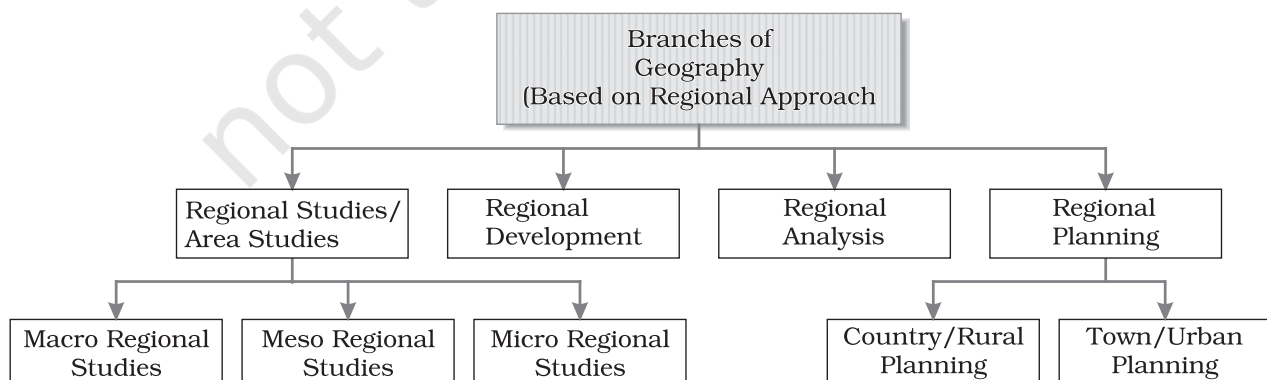 not
Branches of
Geography
(Based on Regional Approach
Regional Studies/
Area Studies
Regional
Development
Regional
Analysis
Regional
Planning
Macro Regional
Studies
Meso Regional
Studies
Micro Regional
Studies
Country/Rural
Planning
Town/Urban
Planning